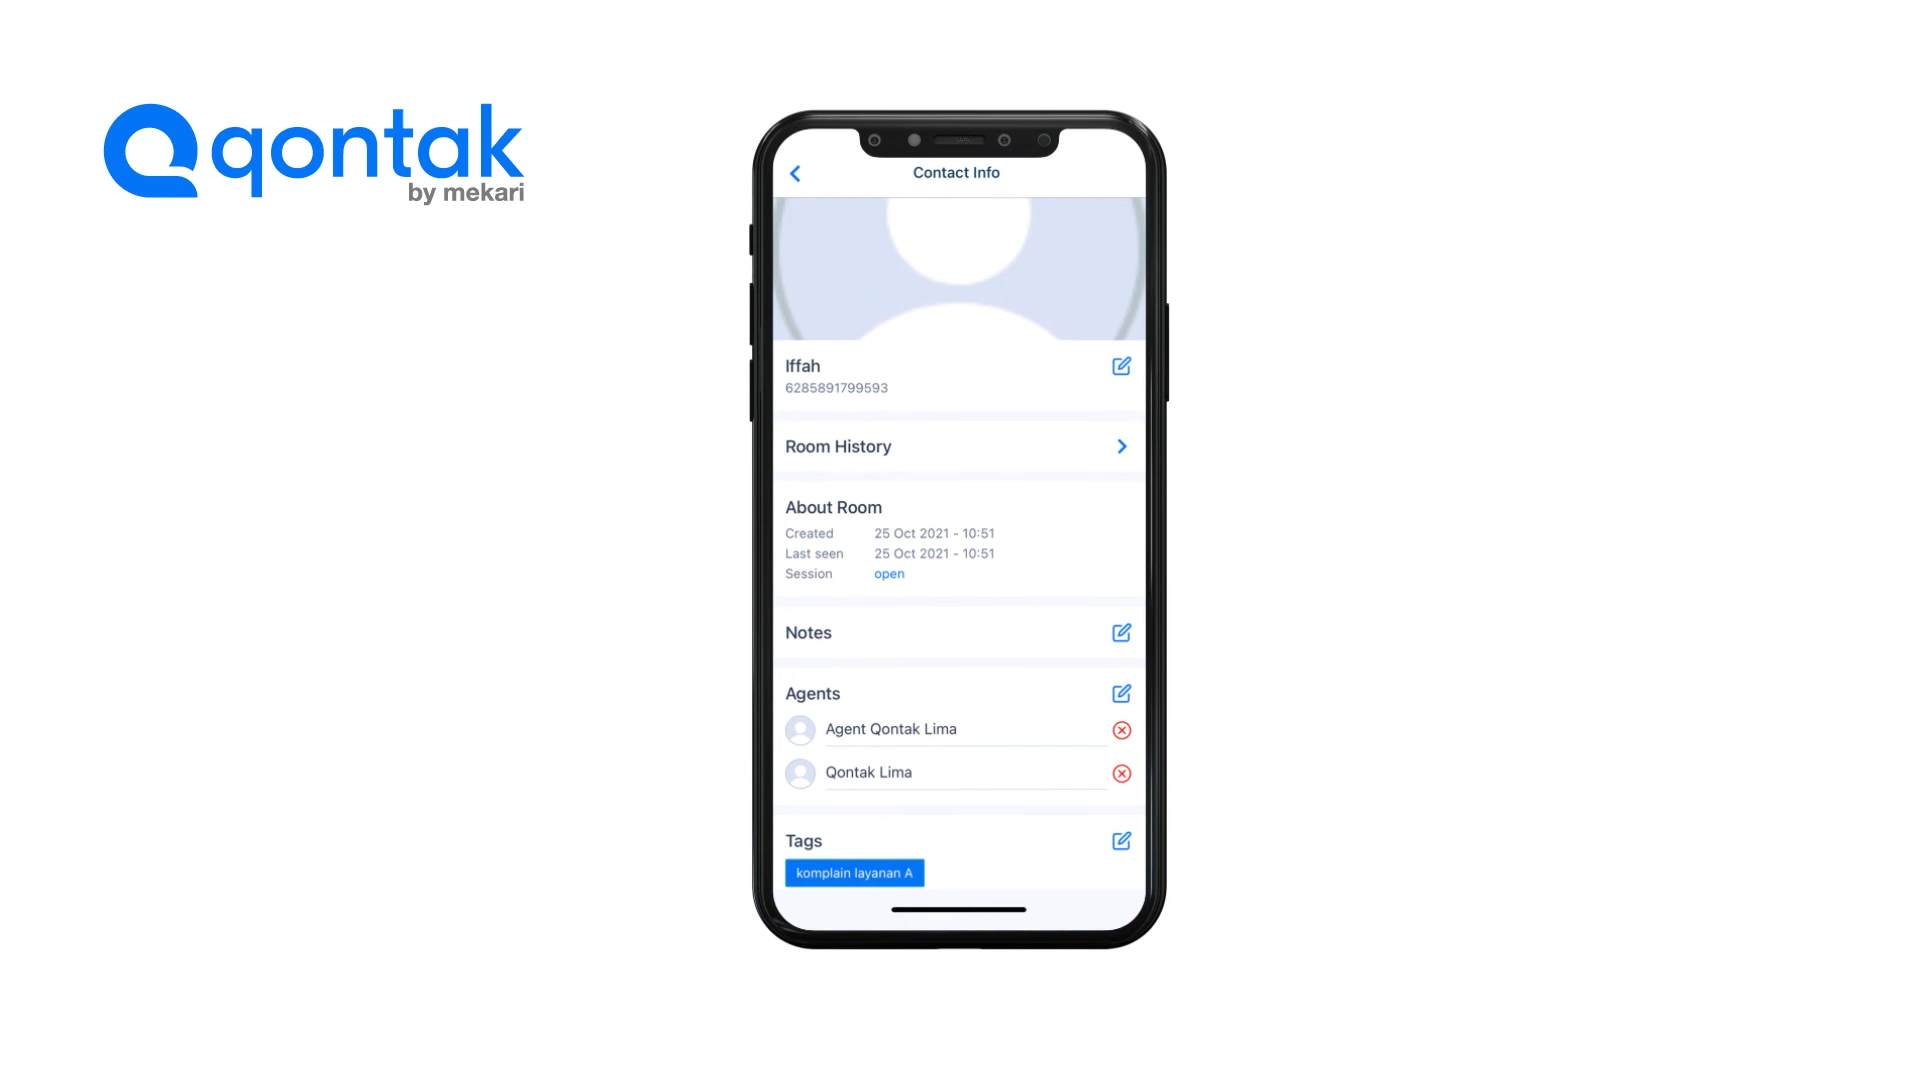 qontak
by mekari
Contact Info
Iffah
6285891799593
Room History
About Room
Created 25 Oct 2021 - 10:51
Last seen 25 Oct 2021 - 10:51
Session open
Notes
Agents
Agent Qontak Lima
Qontak Lima
Tags
komplain layanan A